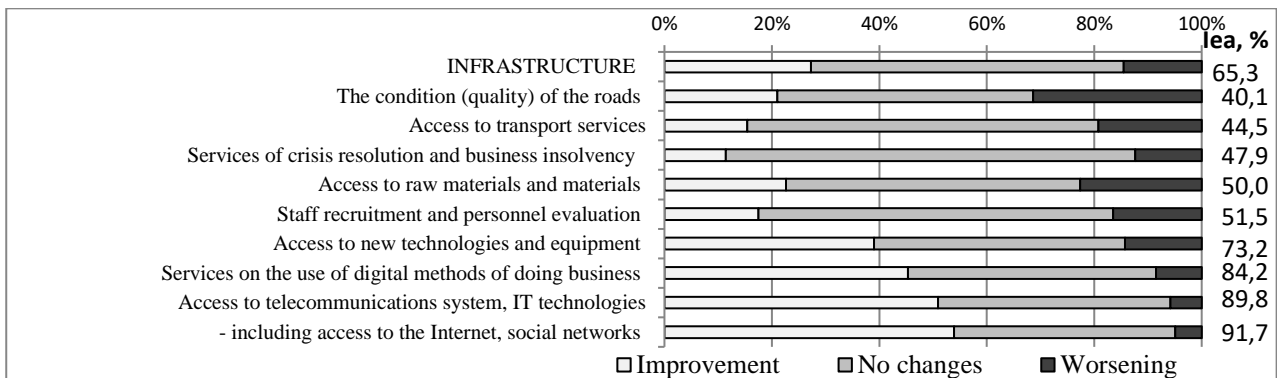 0% 20% 40% 60% 80% 100%
Iea, %
INFRASTRUCTURE 65,3
The condition (quality) of the roads 40,1
Access to transport services 44,5
Services of crisis resolution and business insolvency 47,9
Access to raw materials and materials 50,0
Staff recruitment and personnel evaluation 51,5
Access to new technologies and equipment 73,2
Services on the use of digital methods of doing business 84,2
Access to telecommunications system, IT technologies 89,8
- including access to the Internet, social networks 91,7
Improvement No changes Worsening